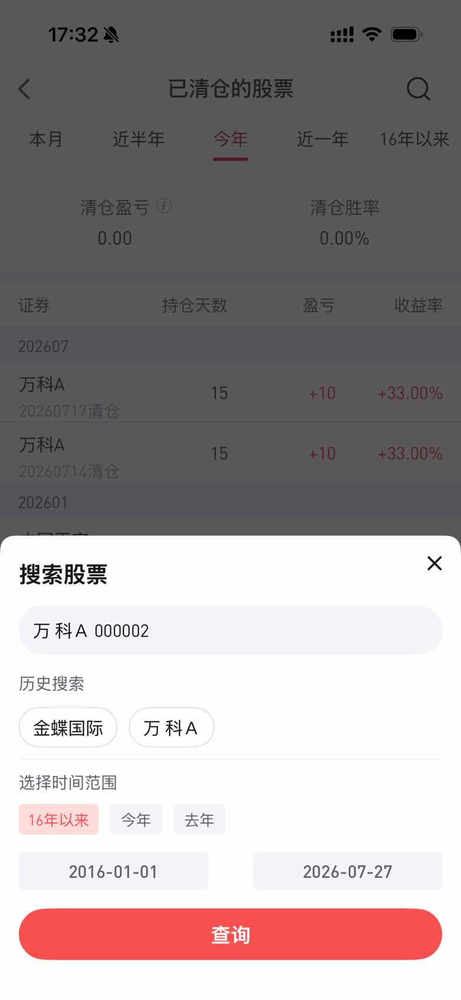 17:32
已清仓的股票
本月 近半年 今年 近一年 16年以来
清仓盈亏 i 清仓胜率
0.00 0.00%
证券 持仓天数 盈亏 收益率
202607
万科A 15 +10 +33.00%
20260717清仓
万科A 15 +10 +33.00%
20260714清仓
202601
搜索股票
万 科A 000002
历史搜索
金蝶国际 万 科A
选择时间范围
16年以来 今年 去年
2016-01-01 2026-07-27
查询